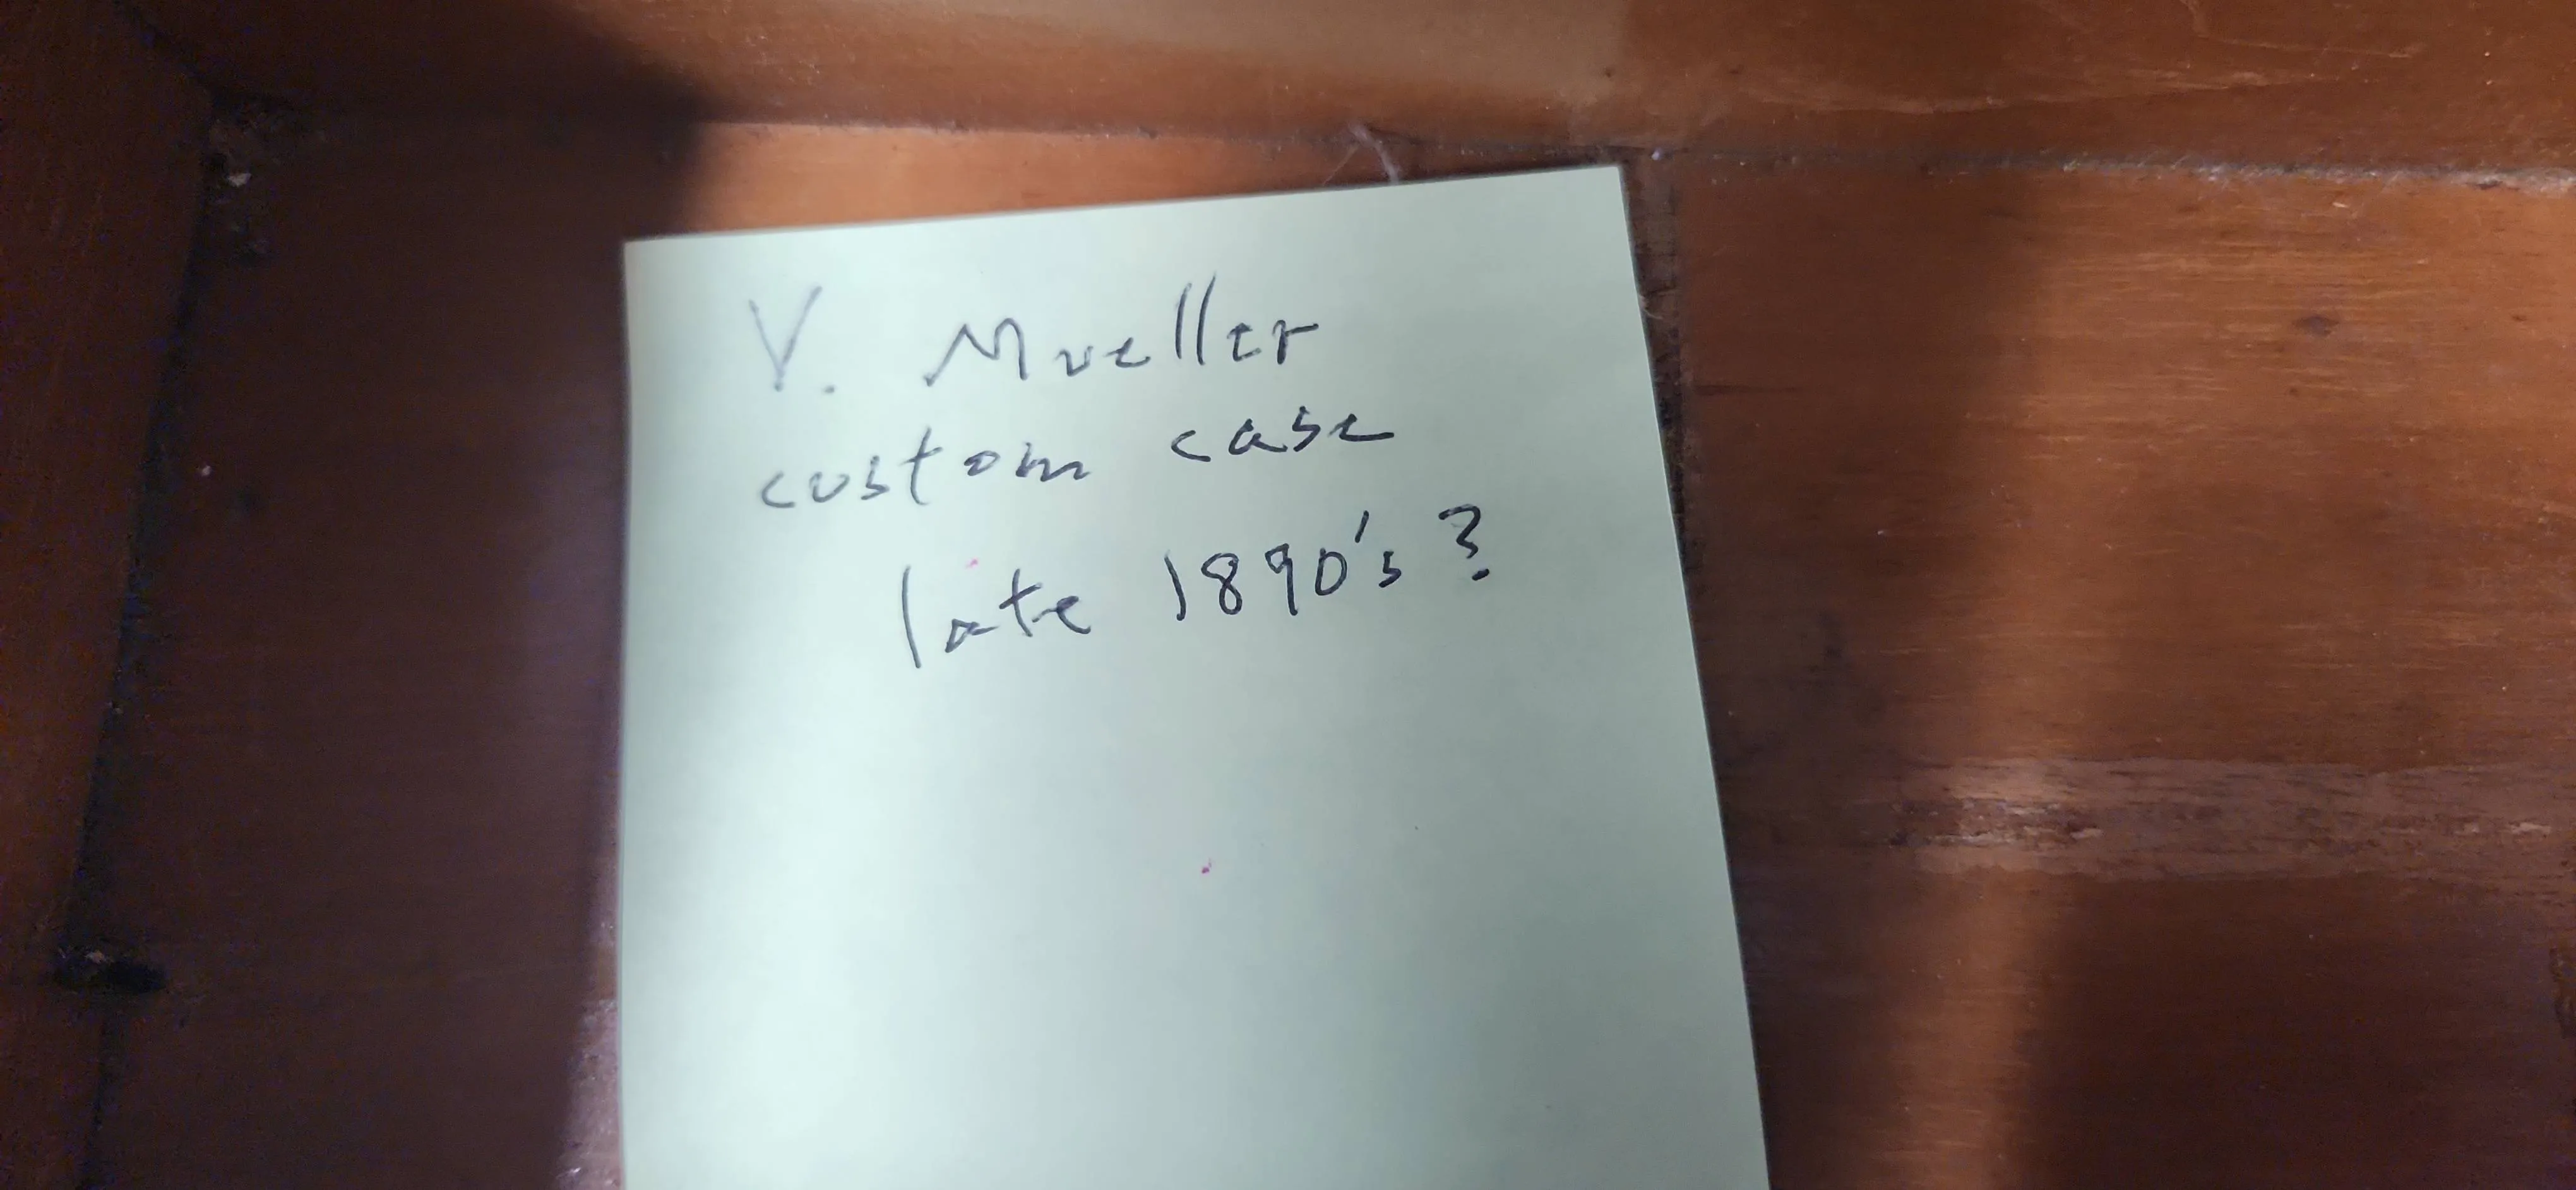 V. Mueller
custom case
late 1890's?